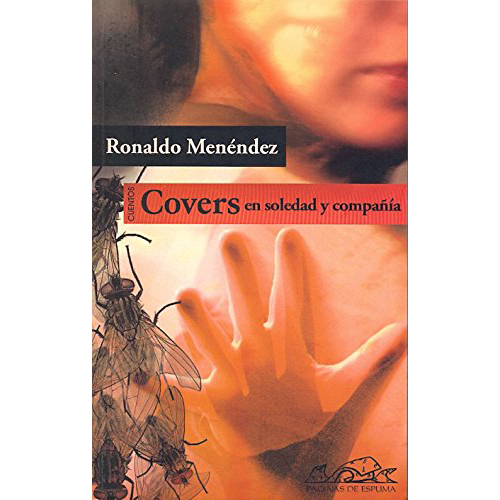 Ronaldo Menéndez
CUENTOS
Covers en soledad y compañía
PÁGINAS DE ESPUMA